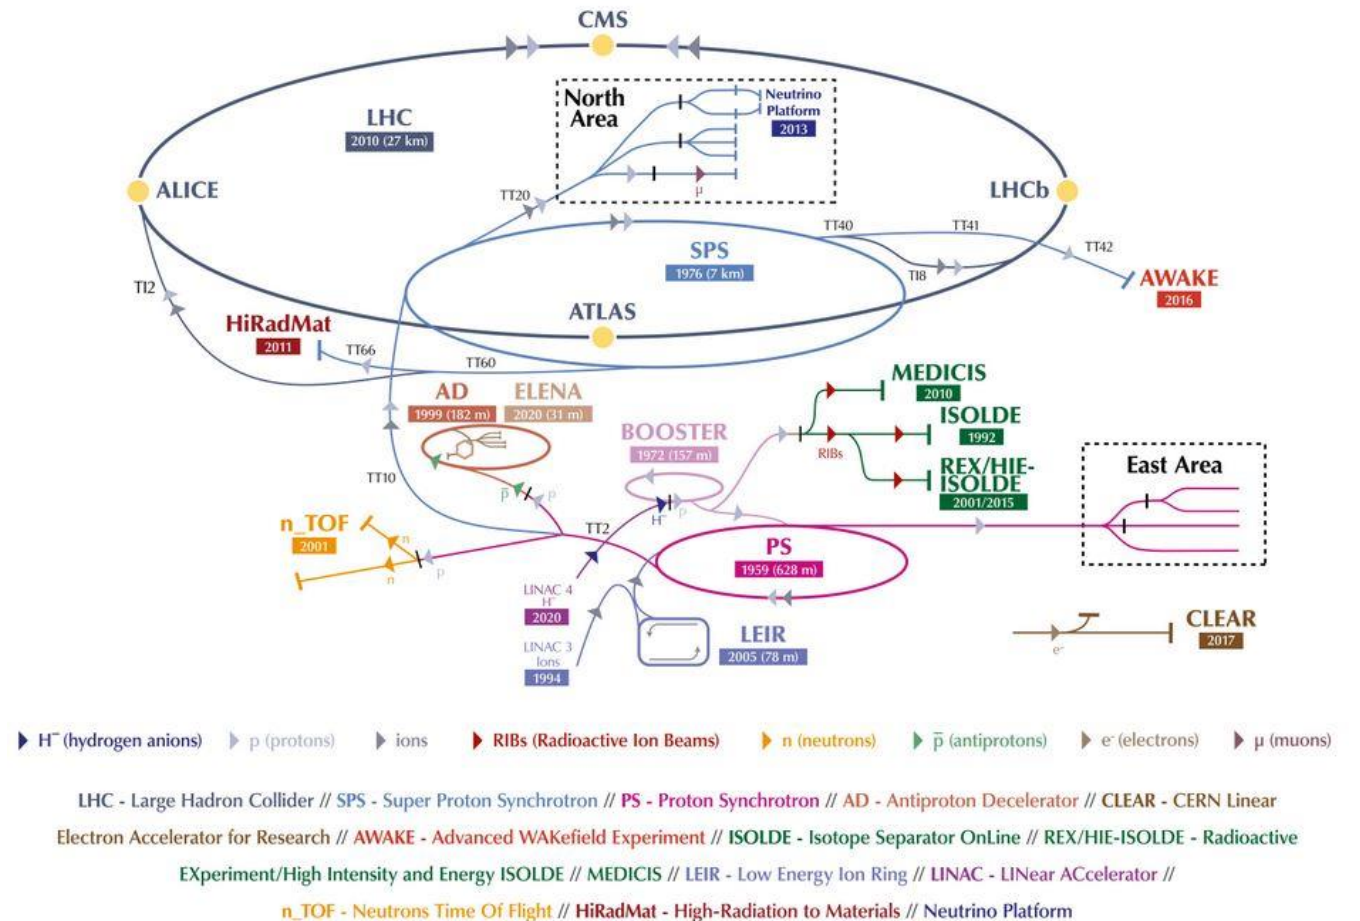 CMS
North
Area
Neutrino
Platform
2013
LHC
2010 (27 km)
ALICE
LHCb
TT20
μ
TT40
TT41
TT42
SPS
1976 (7 km)
TI8
AWAKE
2016
TI2
ATLAS
HiRadMat
2011
TT66
TT60
AD
1999 (182 m)
ELENA
2020 (31 m)
MEDICIS
2010
ISOLDE
1992
BOOSTER
1972 (157 m)
RIBs
REX/HIE-
ISOLDE
2001/2015
East Area
TT10
p̅
p
H⁻
p
n_TOF
2001
n
n
p
TT2
PS
1959 (628 m)
LINAC 4
H⁻
2020
LINAC 3
Ions
1994
LEIR
2005 (78 m)
CLEAR
2017
e⁻
H⁻ (hydrogen anions)
p (protons)
ions
RIBs (Radioactive Ion Beams)
n (neutrons)
p̅ (antiprotons)
e⁻ (electrons)
μ (muons)
LHC - Large Hadron Collider // SPS - Super Proton Synchrotron // PS - Proton Synchrotron // AD - Antiproton Decelerator // CLEAR - CERN Linear
Electron Accelerator for Research // AWAKE - Advanced WAKefield Experiment // ISOLDE - Isotope Separator OnLine // REX/HIE-ISOLDE - Radioactive
EXperiment/High Intensity and Energy ISOLDE // MEDICIS // LEIR - Low Energy Ion Ring // LINAC - LINear ACcelerator //
n_TOF - Neutrons Time Of Flight // HiRadMat - High-Radiation to Materials // Neutrino Platform